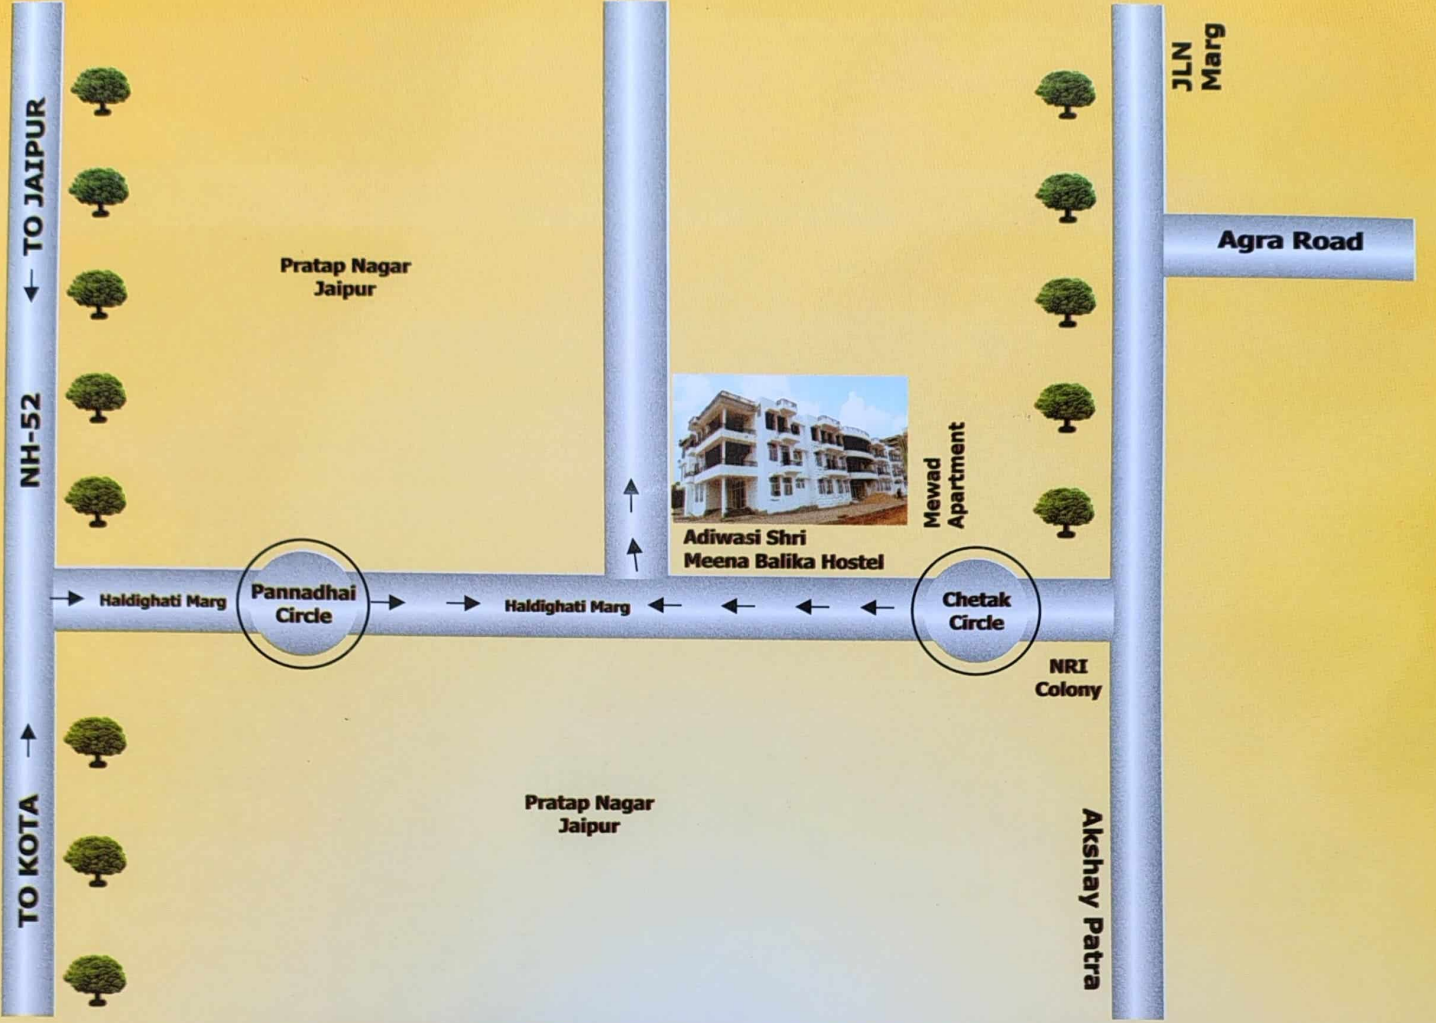 JLN
Marg
TO JAIPUR
Agra Road
Pratap Nagar
Jaipur
NH-52
Mewad
Apartment
Adiwasi Shri
Meena Balika Hostel
Haldighati Marg
Pannadhai
Circle
Haldighati Marg
Chetak
Circle
NRI
Colony
TO KOTA
Pratap Nagar
Jaipur
Akshay Patra